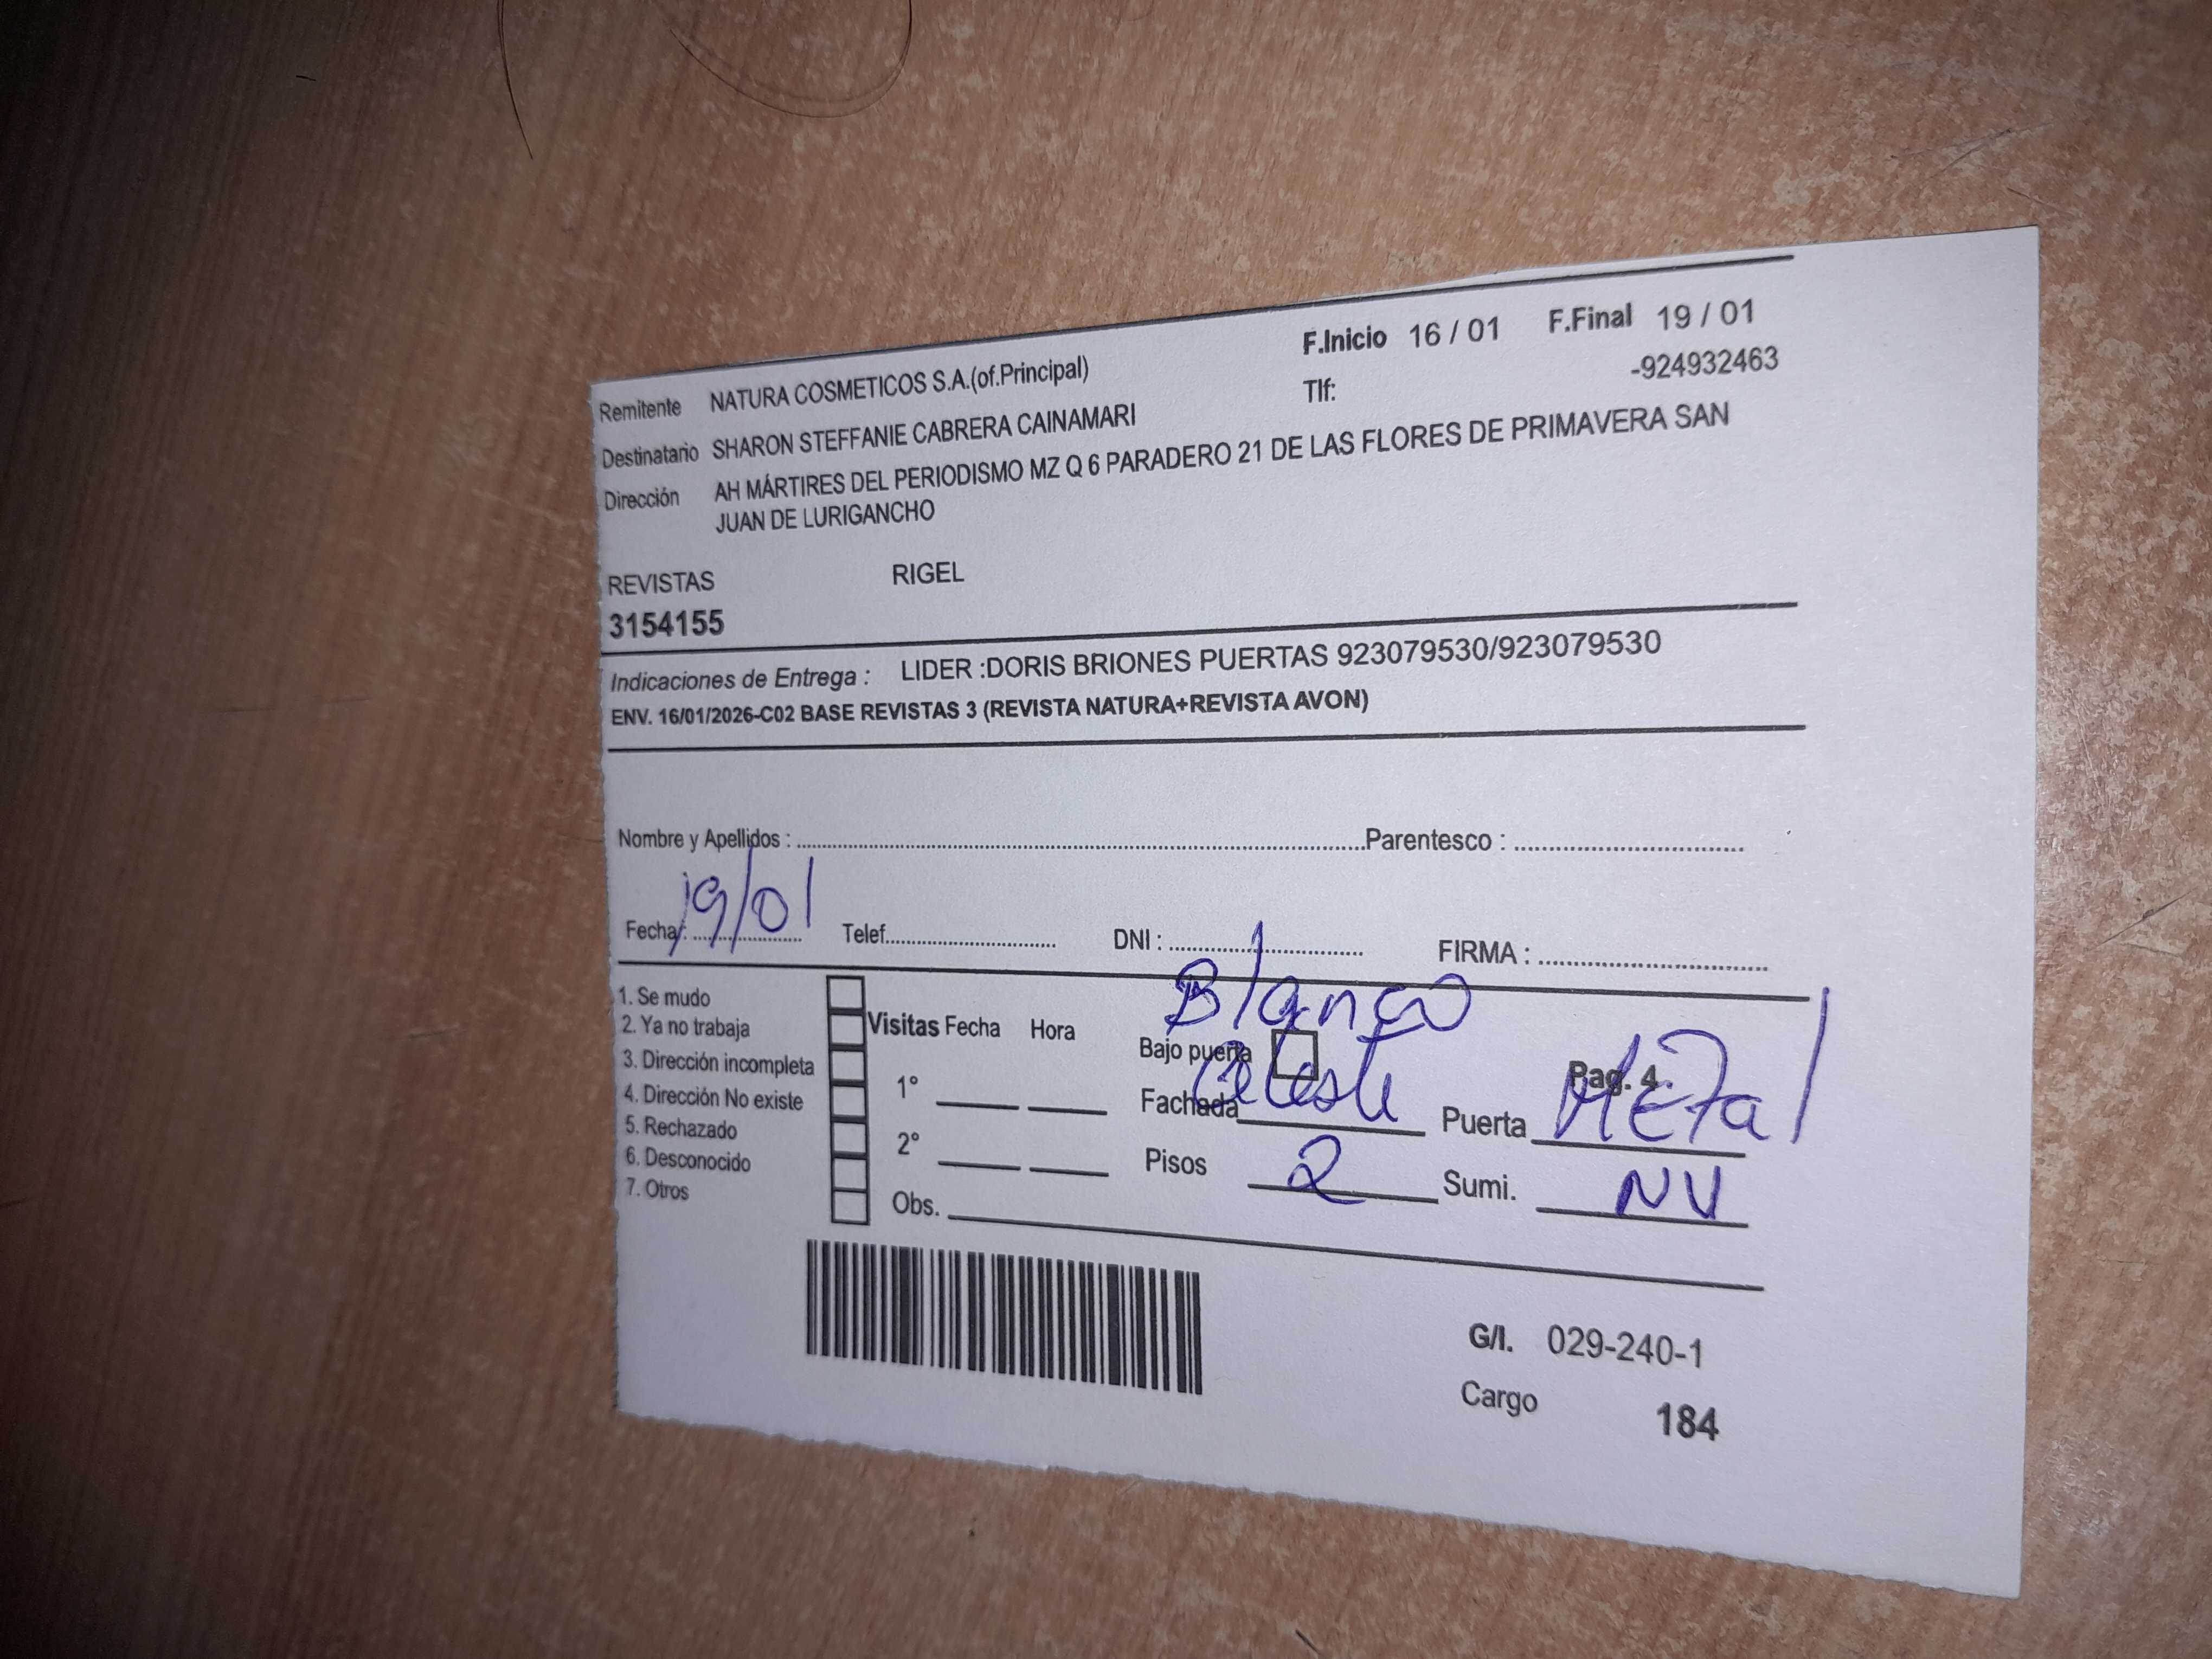 F.Inicio 16 / 01 F.Final 19 / 01
Remitente NATURA COSMETICOS S.A.(of.Principal) Tlf: -924932463
Destinatario SHARON STEFFANIE CABRERA CAINAMARI
Dirección AH MÁRTIRES DEL PERIODISMO MZ Q 6 PARADERO 21 DE LAS FLORES DE PRIMAVERA SAN
JUAN DE LURIGANCHO
REVISTAS RIGEL
3154155
Indicaciones de Entrega : LIDER :DORIS BRIONES PUERTAS 923079530/923079530
ENV. 16/01/2026-C02 BASE REVISTAS 3 (REVISTA NATURA+REVISTA AVON)
Nombre y Apellidos : Parentesco :
Fecha : 19/01 Telef. DNI : FIRMA :
1. Se mudo
2. Ya no trabaja
3. Dirección incompleta
4. Dirección No existe
5. Rechazado
6. Desconocido
7. Otros
Visitas Fecha Hora
1°
2°
Obs.
Blanco
Bajo puerta Pag. 4
Fachada Celeste Puerta Metal
Pisos 2 Sumi. NV
G/I. 029-240-1
Cargo 184